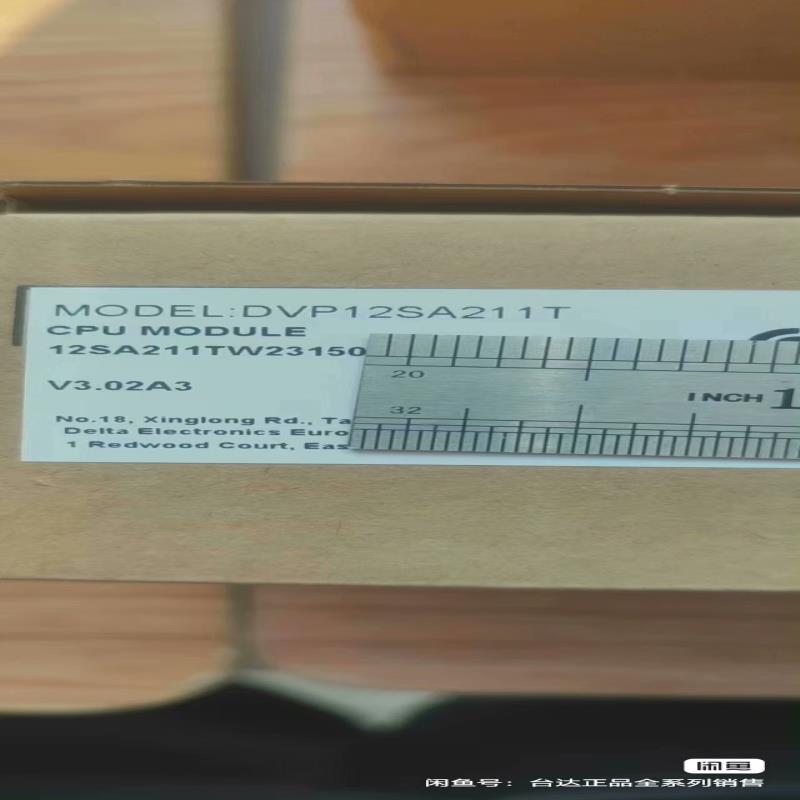 MODEL:DVP12SA211T
CPU MODULE
12SA211TW23150
V3.02A3
No.18, Xinglong Rd., Ta
Delta Electronics Euro
1 Redwood Court, Eas
20
INCH 1
32
闲鱼
闲鱼号：台达正品全系列销售